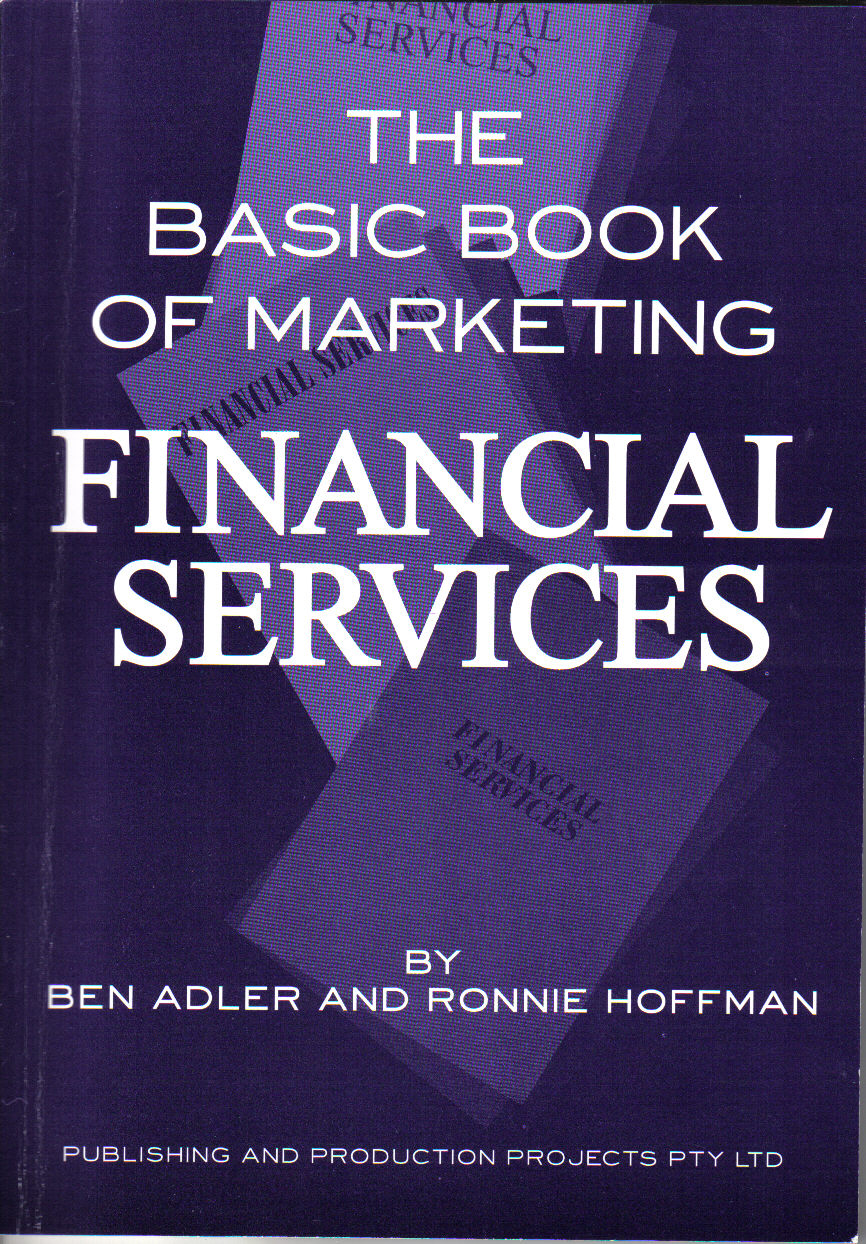 FINANCIAL
SERVICES
THE
BASIC BOOK
OF MARKETING
FINANCIAL SERVICES
FINANCIAL
SERVICES
FINANCIAL
SERVICES
BY
BEN ADLER AND RONNIE HOFFMAN
PUBLISHING AND PRODUCTION PROJECTS PTY LTD